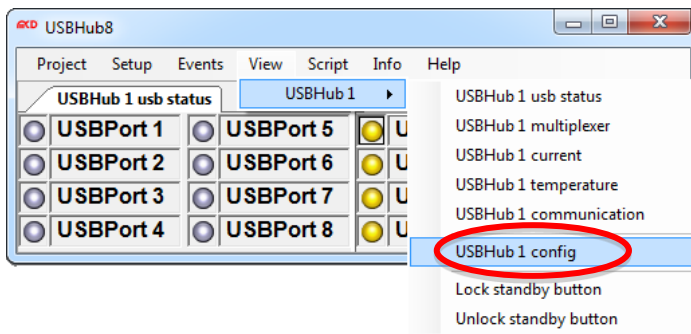 GKD USBHub8
Project Setup Events View Script Info Help
USBHub 1 usb status
USBHub 1
USBPort 1 USBPort 5 U
USBPort 2 USBPort 6 U
USBPort 3 USBPort 7 U
USBPort 4 USBPort 8 U
USBHub 1 usb status
USBHub 1 multiplexer
USBHub 1 current
USBHub 1 temperature
USBHub 1 communication
USBHub 1 config
Lock standby button
Unlock standby button